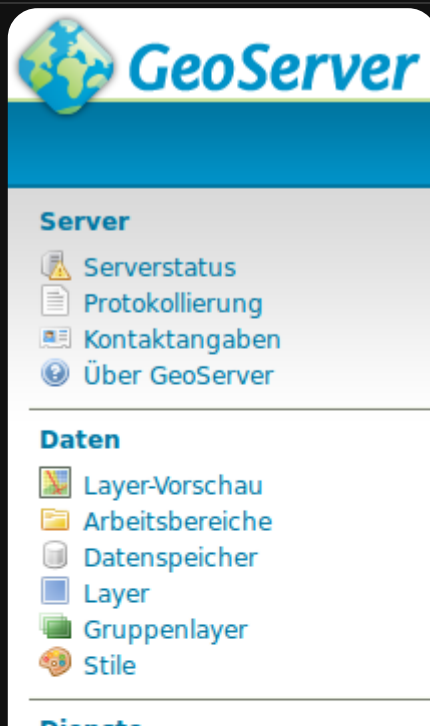 GeoServer
Server
Serverstatus
Protokollierung
Kontaktangaben
Über GeoServer
Daten
Layer-Vorschau
Arbeitsbereiche
Datenspeicher
Layer
Gruppenlayer
Stile